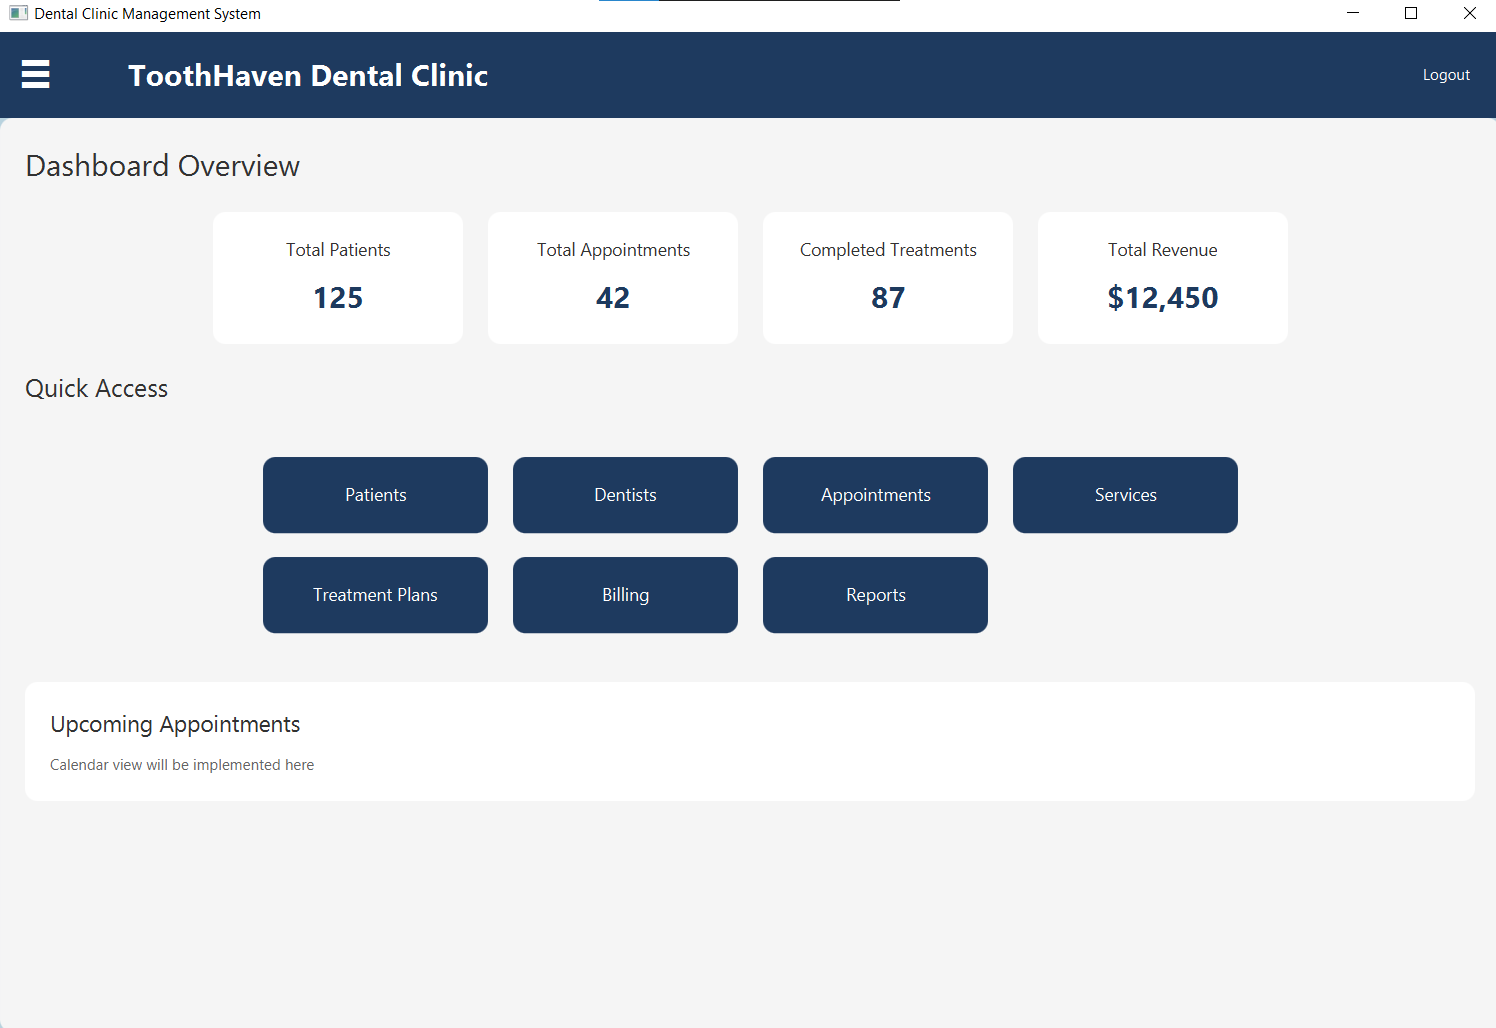 Dental Clinic Management System
ToothHaven Dental Clinic
Logout
Dashboard Overview
Total Patients
125
Total Appointments
42
Completed Treatments
87
Total Revenue
$12,450
Quick Access
Patients
Dentists
Appointments
Services
Treatment Plans
Billing
Reports
Upcoming Appointments
Calendar view will be implemented here